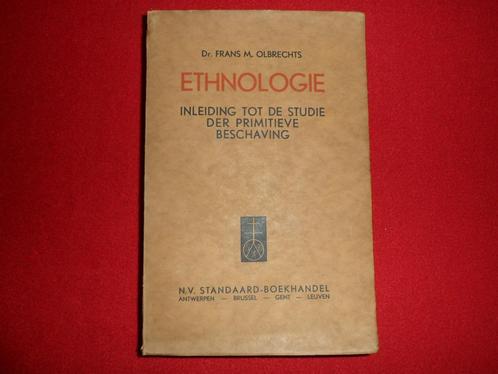 Dr. FRANS M. OLBRECHTS
ETHNOLOGIE
INLEIDING TOT DE STUDIE
DER PRIMITIEVE
BESCHAVING
N.V. STANDAARD-BOEKHANDEL
ANTWERPEN — BRUSSEL — GENT — LEUVEN